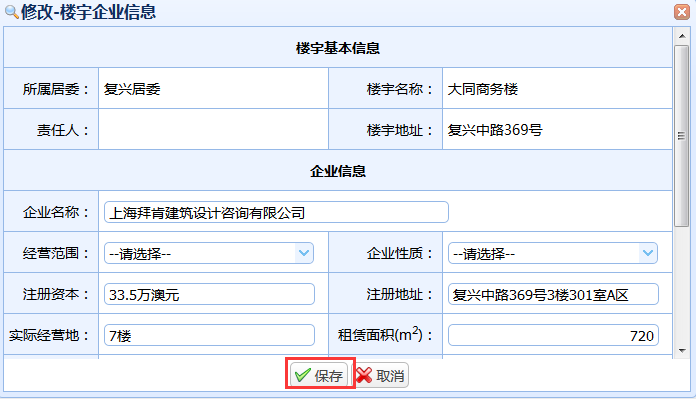 修改-楼宇企业信息
楼宇基本信息
所属居委： 复兴居委 楼宇名称： 大同商务楼
责任人： 楼宇地址： 复兴中路369号
企业信息
企业名称： 上海拜肯建筑设计咨询有限公司
经营范围： --请选择-- 企业性质： --请选择--
注册资本： 33.5万澳元 注册地址： 复兴中路369号3楼301室A区
实际经营地： 7楼 租赁面积(m²)： 720
保存 取消